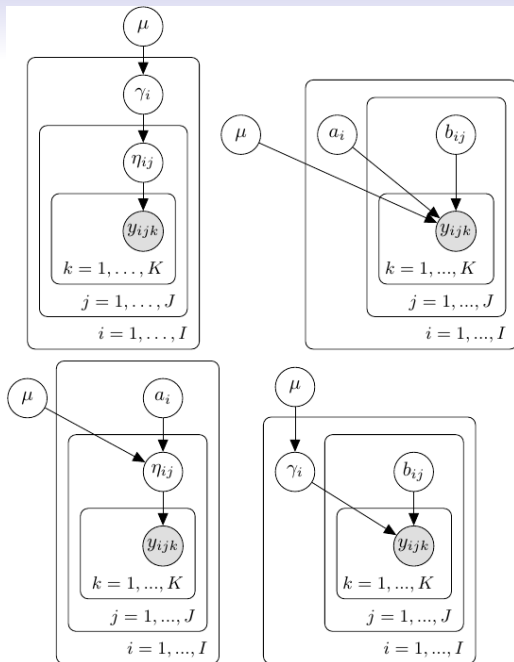 μ
γ_i
η_ij
y_ijk
k = 1, . . . , K
j = 1, . . . , J
i = 1, . . . , I
μ
a_i
b_ij
y_ijk
k = 1, ..., K
j = 1, ..., J
i = 1, ..., I
μ
a_i
η_ij
y_ijk
k = 1, ..., K
j = 1, ..., J
i = 1, ..., I
μ
γ_i
b_ij
y_ijk
k = 1, ..., K
j = 1, ..., J
i = 1, ..., I